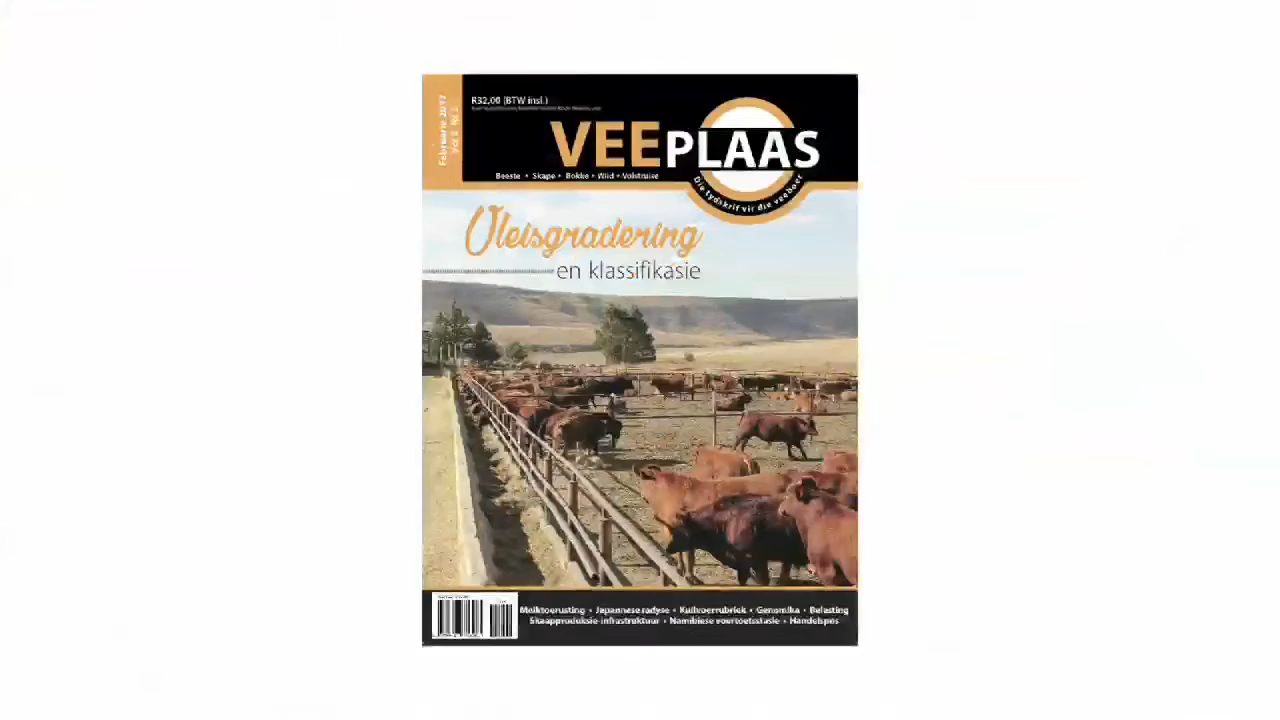 Februarie 2017
R32,00 (BTW insl.)
VEEPLAAS
Beeste • Skape • Bokke • Wild • Volstruise
Die tydskrif vir die veeboer
Vleisgradering
en klassifikasie
Melktoerusting • Japannese radyse • Kuilvoerrubriek • Genomika • Belasting
Skaapproduksie-infrastruktuur • Namibiese voertoetsstasie • Handelspos